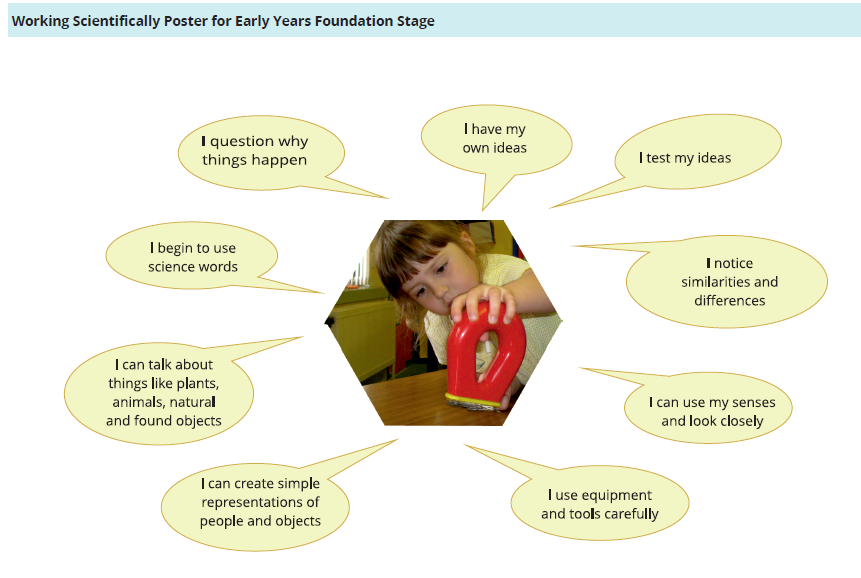 Working Scientifically Poster for Early Years Foundation Stage
I question why
things happen
I have my
own ideas
I test my ideas
I begin to use
science words
I notice
similarities and
differences
I can talk about
things like plants,
animals, natural
and found objects
I can use my senses
and look closely
I can create simple
representations of
people and objects
I use equipment
and tools carefully